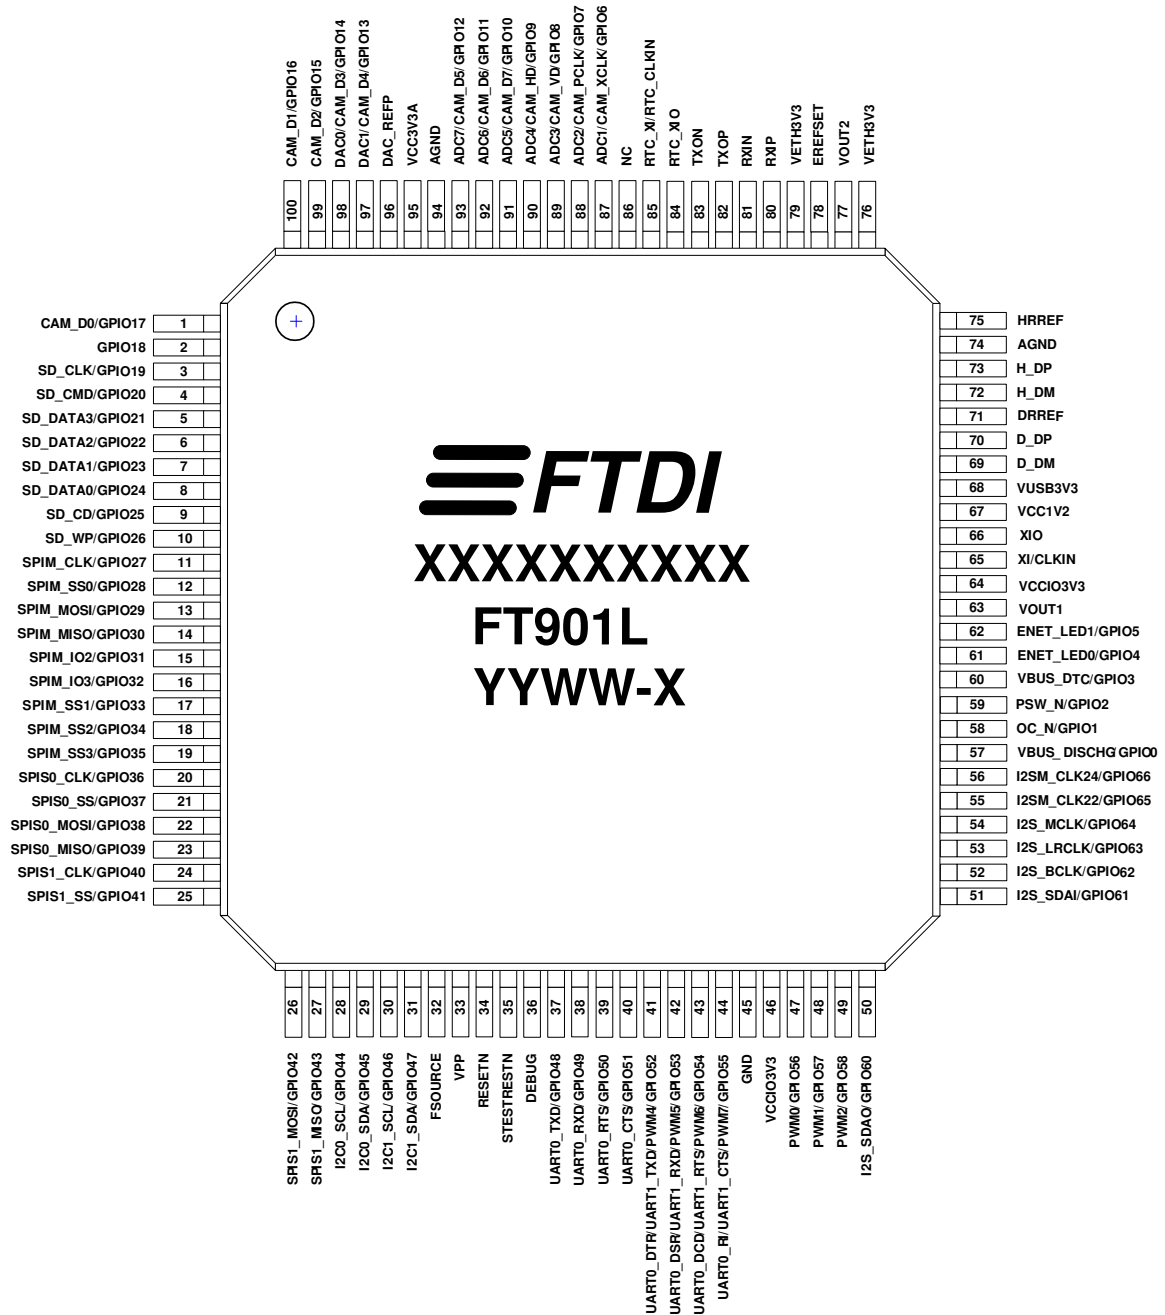 CAM_D1/GPIO16
CAM_D2/GPIO15
DAC0/CAM_D3/GPIO14
DAC1/CAM_D4/GPIO13
DAC_REFP
VCC3V3A
AGND
ADC7/CAM_D5/GPIO12
ADC6/CAM_D6/GPIO11
ADC5/CAM_D7/GPIO10
ADC4/CAM_HD/GPIO9
ADC3/CAM_VD/GPIO8
ADC2/CAM_PCLK/GPIO7
ADC1/CAM_XCLK/GPIO6
NC
RTC_XI/RTC_CLKIN
RTC_XIO
TXON
TXOP
RXIN
RXIP
VETH3V3
EREFSET
VOUT2
VETH3V3
100
99
98
97
96
95
94
93
92
91
90
89
88
87
86
85
84
83
82
81
80
79
78
77
76
CAM_D0/GPIO17 1
GPIO18 2
SD_CLK/GPIO19 3
SD_CMD/GPIO20 4
SD_DATA3/GPIO21 5
SD_DATA2/GPIO22 6
SD_DATA1/GPIO23 7
SD_DATA0/GPIO24 8
SD_CD/GPIO25 9
SD_WP/GPIO26 10
SPIM_CLK/GPIO27 11
SPIM_SS0/GPIO28 12
SPIM_MOSI/GPIO29 13
SPIM_MISO/GPIO30 14
SPIM_IO2/GPIO31 15
SPIM_IO3/GPIO32 16
SPIM_SS1/GPIO33 17
SPIM_SS2/GPIO34 18
SPIM_SS3/GPIO35 19
SPIS0_CLK/GPIO36 20
SPIS0_SS/GPIO37 21
SPIS0_MOSI/GPIO38 22
SPIS0_MISO/GPIO39 23
SPIS1_CLK/GPIO40 24
SPIS1_SS/GPIO41 25
FTDI
XXXXXXXXXX
FT901L
YYWW-X
75 HRREF
74 AGND
73 H_DP
72 H_DM
71 DRREF
70 D_DP
69 D_DM
68 VUSB3V3
67 VCC1V2
66 XIO
65 XI/CLKIN
64 VCCIO3V3
63 VOUT1
62 ENET_LED1/GPIO5
61 ENET_LED0/GPIO4
60 VBUS_DTC/GPIO3
59 PSW_N/GPIO2
58 OC_N/GPIO1
57 VBUS_DISCHG/GPIO0
56 I2SM_CLK24/GPIO66
55 I2SM_CLK22/GPIO65
54 I2S_MCLK/GPIO64
53 I2S_LRCLK/GPIO63
52 I2S_BCLK/GPIO62
51 I2S_SDAI/GPIO61
26
27
28
29
30
31
32
33
34
35
36
37
38
39
40
41
42
43
44
45
46
47
48
49
50
SPIS1_MOSI/GPIO42
SPIS1_MISO/GPIO43
I2C0_SCL/GPIO44
I2C0_SDA/GPIO45
I2C1_SCL/GPIO46
I2C1_SDA/GPIO47
FSOURCE
VPP
RESETN
STESTRESTN
DEBUG
UART0_TXD/GPIO48
UART0_RXD/GPIO49
UART0_RTS/GPIO50
UART0_CTS/GPIO51
UART0_DTR/UART1_TXD/PWM4/GPIO52
UART0_DSR/UART1_RXD/PWM5/GPIO53
UART0_DCD/UART1_RTS/PWM6/GPIO54
UART0_RI/UART1_CTS/PWM7/GPIO55
GND
VCCIO3V3
PWM0/GPIO56
PWM1/GPIO57
PWM2/GPIO58
I2S_SDAO/GPIO60